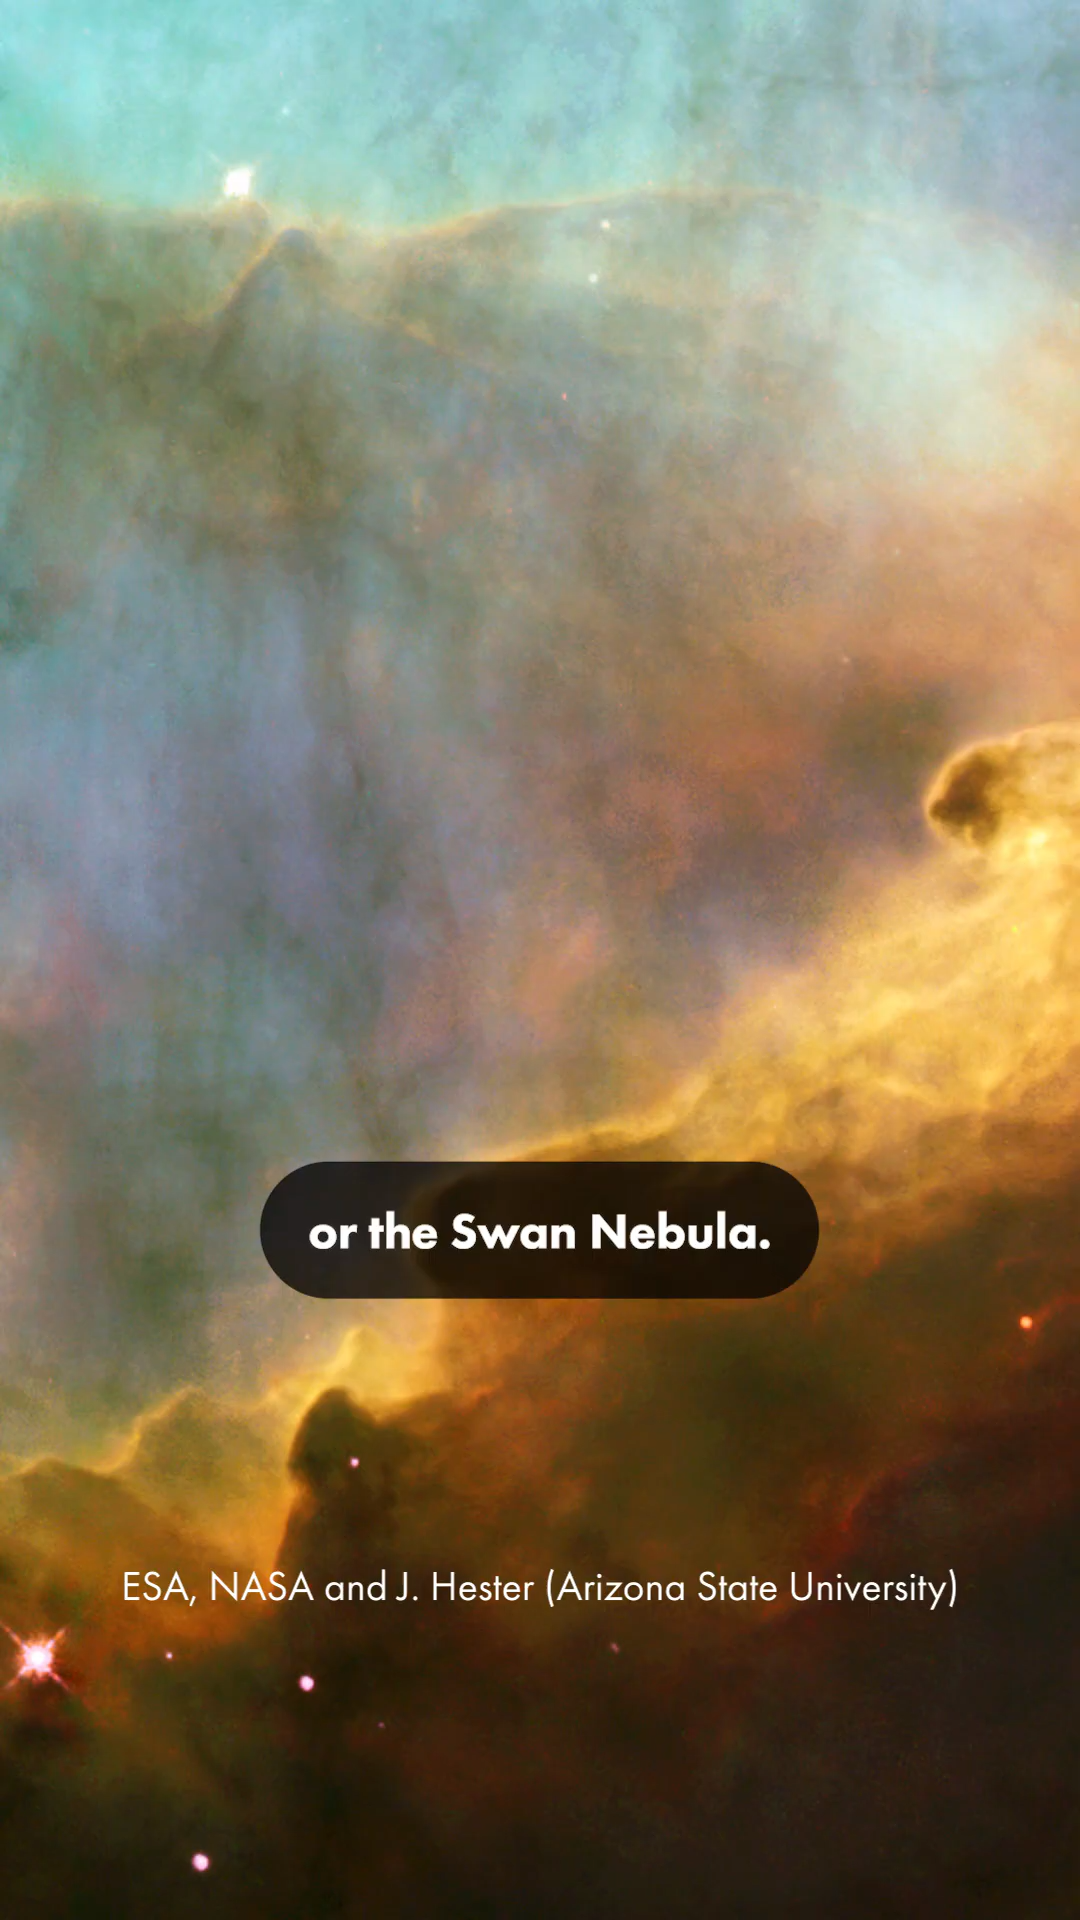 or the Swan Nebula.
ESA, NASA and J. Hester (Arizona State University)